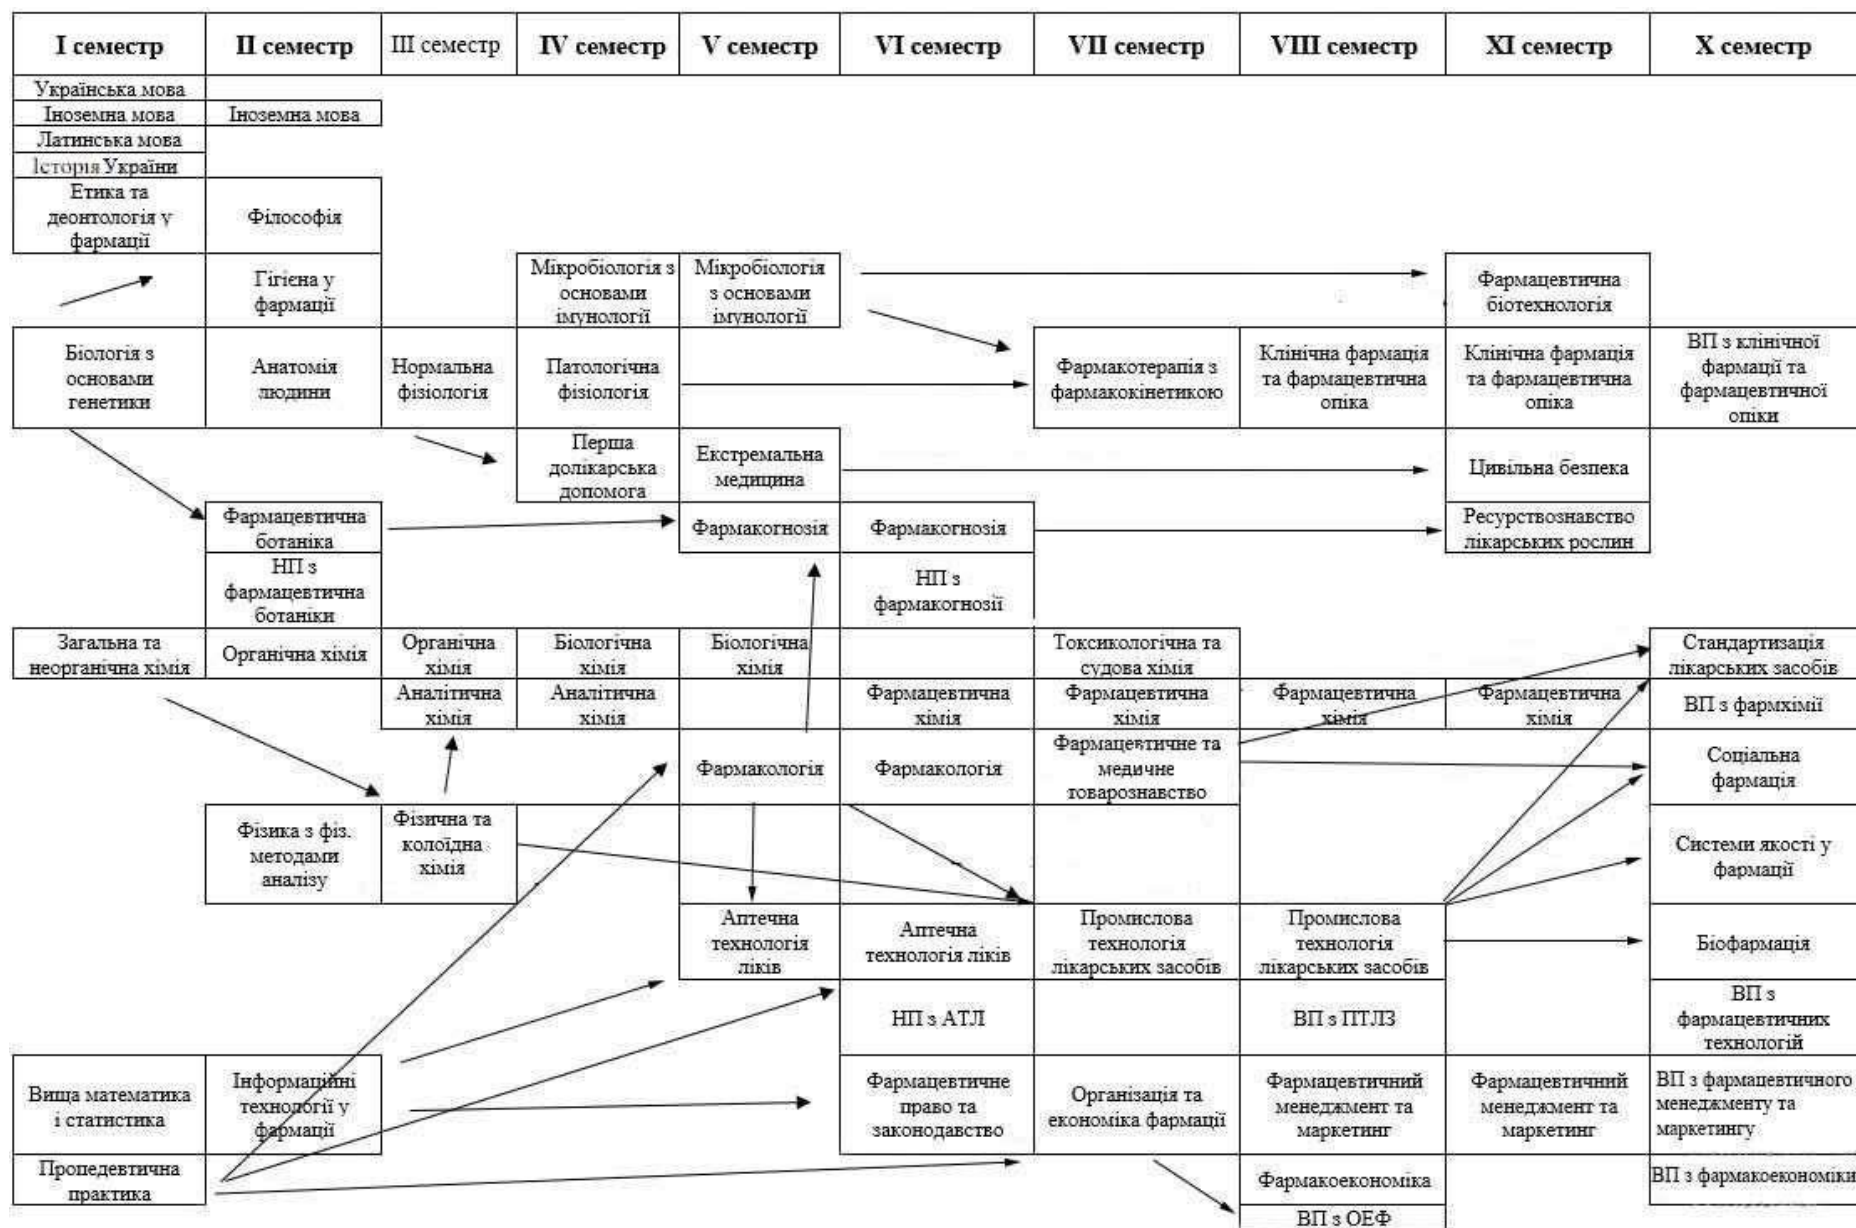 I семестр
II семестр
III семестр
IV семестр
V семестр
VI семестр
VII семестр
VIII семестр
XI семестр
X семестр
Українська мова
Іноземна мова
Іноземна мова
Латинська мова
Історія України
Етика та
деонтологія у
фармації
Філософія
Гігієна у
фармації
Мікробіологія з
основами
імунології
Мікробіологія
з основами
імунології
Фармацевтична
біотехнологія
Біологія з
основами
генетики
Анатомія
людини
Нормальна
фізіологія
Патологічна
фізіологія
Фармакотерапія з
фармакокінетикою
Клінічна фармація
та фармацевтична
опіка
Клінічна фармація
та фармацевтична
опіка
ВП з клінічної
фармації та
фармацевтичної
опіки
Перша
долікарська
допомога
Екстремальна
медицина
Цивільна безпека
Фармацевтична
ботаніка
Фармакогнозія
Фармакогнозія
Ресурствознавство
лікарських рослин
НП з
фармацевтична
ботаніки
НП з
фармакогнозії
Загальна та
неорганічна хімія
Органічна хімія
Органічна
хімія
Біологічна
хімія
Біологічна
хімія
Токсикологічна та
судова хімія
Стандартизація
лікарських засобів
Аналітична
хімія
Аналітична
хімія
Фармацевтична
хімія
Фармацевтична
хімія
Фармацевтична
хімія
Фармацевтична
хімія
ВП з фармхімії
Фармакологія
Фармакологія
Фармацевтичне та
медичне
товарознавство
Соціальна
фармація
Фізика з фіз.
методами
аналізу
Фізична та
колоїдна
хімія
Системи якості у
фармації
Аптечна
технологія
ліків
Аптечна
технологія ліків
Промислова
технологія
лікарських засобів
Промислова
технологія
лікарських засобів
Біофармація
НП з АТЛ
ВП з ПТЛЗ
ВП з
фармацевтичних
технологій
Вища математика
і статистика
Інформаційні
технології у
фармації
Фармацевтичне
право та
законодавство
Організація та
економіка фармації
Фармацевтичний
менеджмент та
маркетинг
Фармацевтичний
менеджмент та
маркетинг
ВП з фармацевтичного
менеджменту та
маркетингу
Пропедевтична
практика
Фармакоекономіка
ВП з фармакоекономіки
ВП з ОЕФ